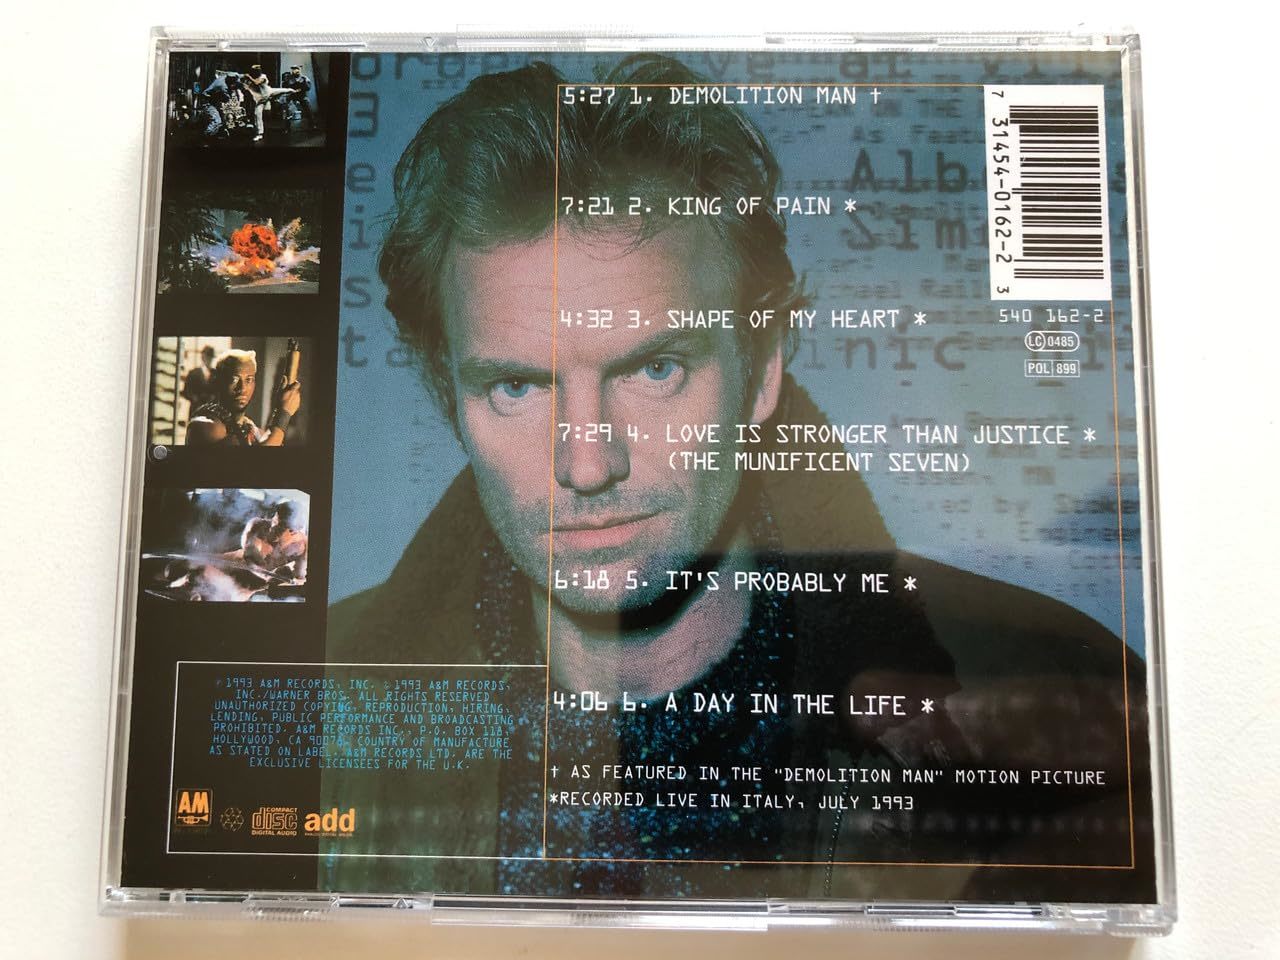 5:27 1. DEMOLITION MAN †
7:21 2. KING OF PAIN *
4:32 3. SHAPE OF MY HEART *
7:29 4. LOVE IS STRONGER THAN JUSTICE *
(THE MUNIFICENT SEVEN)
6:18 5. IT'S PROBABLY ME *
4:06 6. A DAY IN THE LIFE *
† AS FEATURED IN THE "DEMOLITION MAN" MOTION PICTURE
*RECORDED LIVE IN ITALY, JULY 1993
7 31454-0162-2 3
540 162-2
LC 0485
POL 899
℗ 1993 A&M RECORDS, INC. © 1993 A&M RECORDS,
INC./WARNER BROS. ALL RIGHTS RESERVED
UNAUTHORIZED COPYING, REPRODUCTION, HIRING,
LENDING, PUBLIC PERFORMANCE AND BROADCASTING
PROHIBITED. A&M RECORDS INC., P.O. BOX 118,
HOLLYWOOD, CA 90078. COUNTRY OF MANUFACTURE
AS STATED ON LABEL. A&M RECORDS LTD. ARE THE
EXCLUSIVE LICENSEES FOR THE U.K.
AM
COMPACT
disc
DIGITAL AUDIO
add